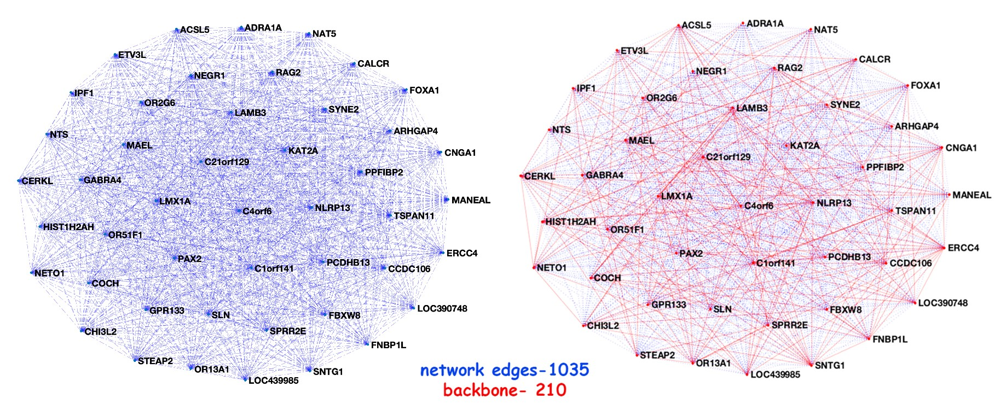 ACSL5
ADRA1A
NAT5
ETV3L
CALCR
NEGR1
RAG2
FOXA1
IPF1
OR2G6
SYNE2
LAMB3
ARHGAP4
NTS
MAEL
KAT2A
CNGA1
C21orf129
PPFIBP2
CERKL
GABRA4
LMX1A
MANEAL
NLRP13
C4orf6
TSPAN11
HIST1H2AH
OR51F1
ERCC4
PAX2
PCDHB13
C1orf141
CCDC106
NETO1
COCH
LOC390748
GPR133
SLN
FBXW8
CHI3L2
SPRR2E
FNBP1L
STEAP2
OR13A1
SNTG1
LOC439985
ACSL5
ADRA1A
NAT5
ETV3L
CALCR
NEGR1
RAG2
FOXA1
IPF1
OR2G6
SYNE2
LAMB3
ARHGAP4
NTS
MAEL
KAT2A
CNGA1
C21orf129
PPFIBP2
CERKL
GABRA4
LMX1A
MANEAL
NLRP13
C4orf6
TSPAN11
HIST1H2AH
OR51F1
ERCC4
PAX2
PCDHB13
C1orf141
CCDC106
NETO1
COCH
LOC390748
GPR133
SLN
FBXW8
CHI3L2
SPRR2E
FNBP1L
STEAP2
OR13A1
SNTG1
LOC439985
network edges-1035
backbone- 210